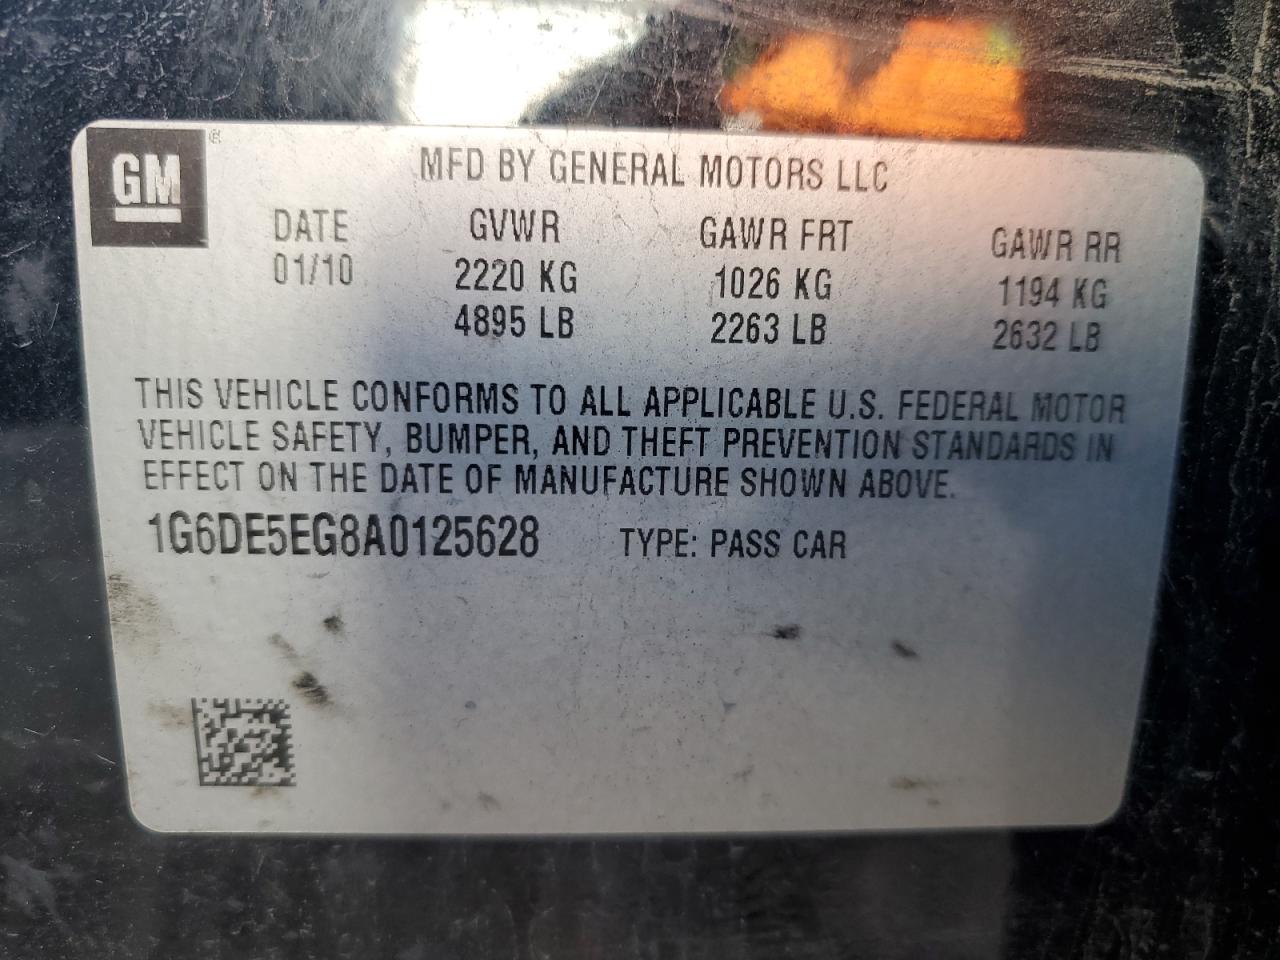 GM
MFD BY GENERAL MOTORS LLC
DATE GVWR GAWR FRT GAWR RR
01/10 2220 KG 1026 KG 1194 KG
4895 LB 2263 LB 2632 LB
THIS VEHICLE CONFORMS TO ALL APPLICABLE U.S. FEDERAL MOTOR
VEHICLE SAFETY, BUMPER, AND THEFT PREVENTION STANDARDS IN
EFFECT ON THE DATE OF MANUFACTURE SHOWN ABOVE.
1G6DE5EG8A0125628 TYPE: PASS CAR